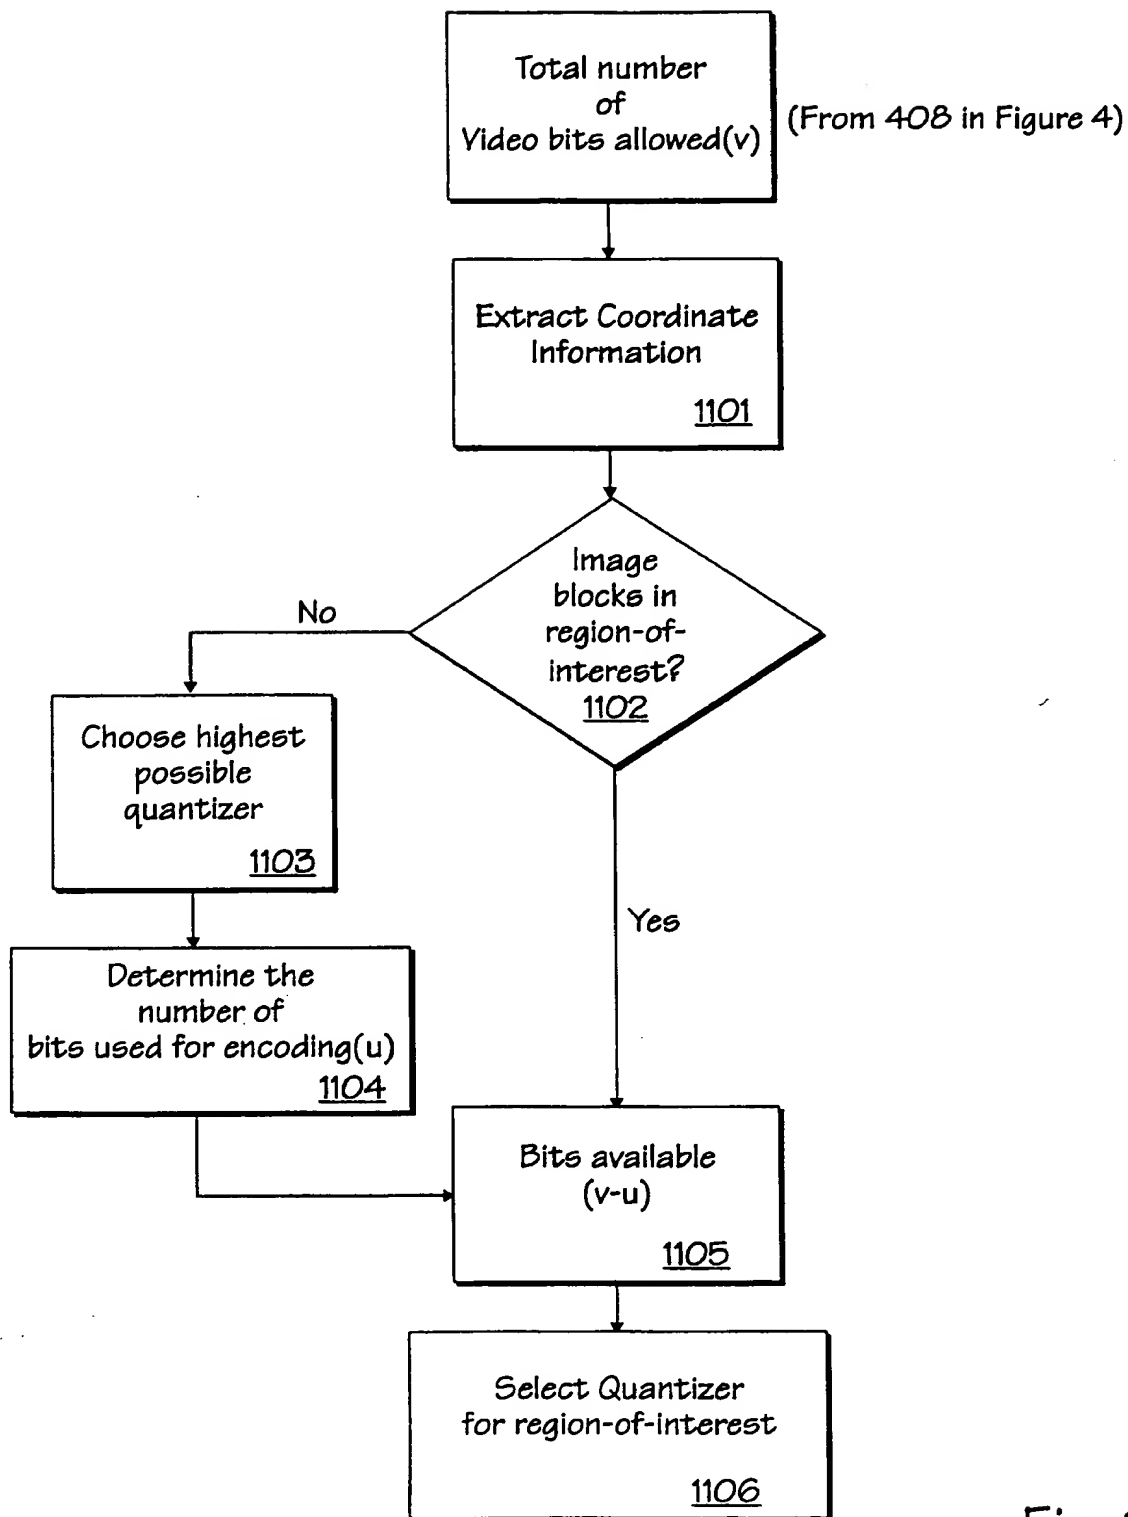 Total number
of
Video bits allowed(v)
(From 408 in Figure 4)
Extract Coordinate
Information
1101
Image
blocks in
region-of-
interest?
1102
No
Yes
Choose highest
possible
quantizer
1103
Determine the
number of
bits used for encoding(u)
1104
Bits available
(v-u)
1105
Select Quantizer
for region-of-interest
1106